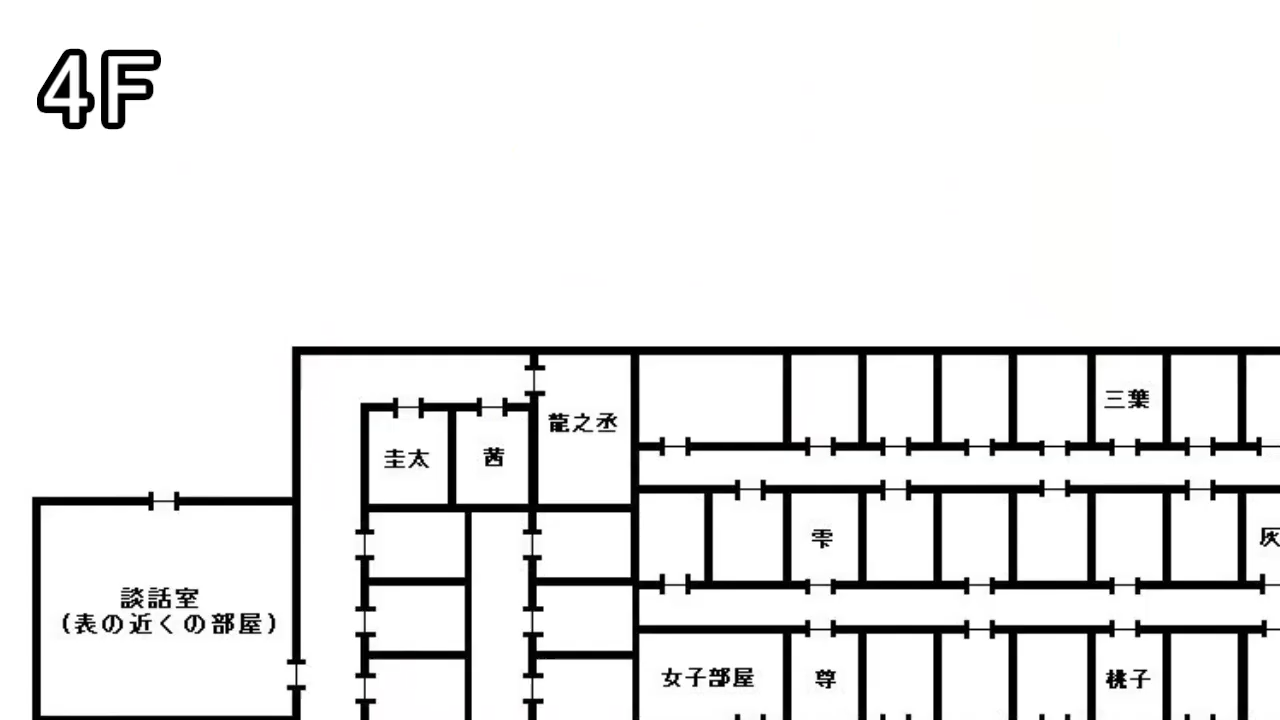 4F
三葉
龍之丞
圭太
茜
雫
灰
談話室
(表の近くの部屋)
女子部屋
尊
桃子